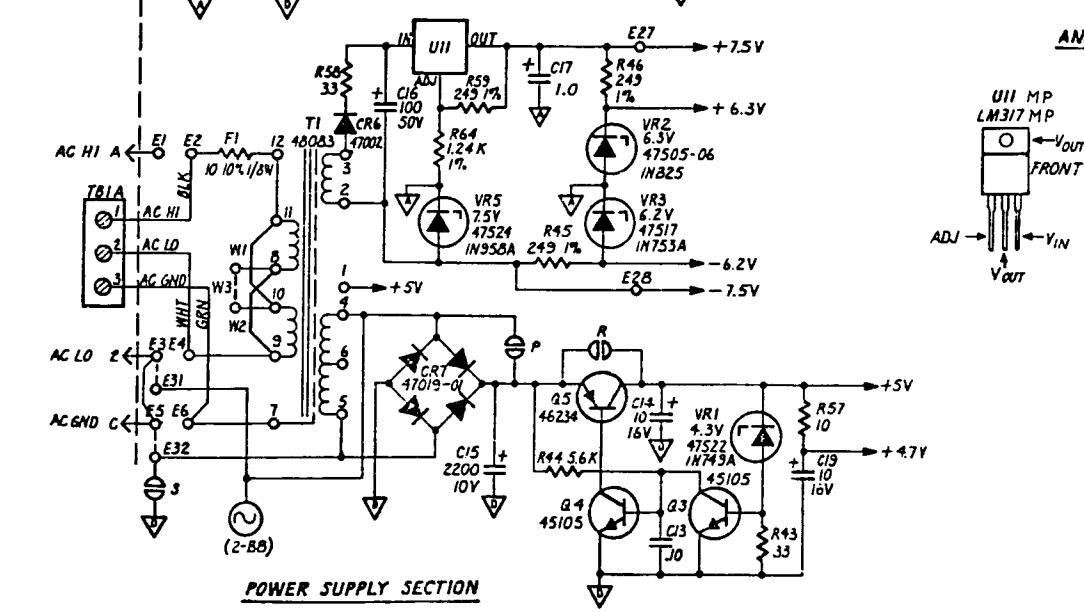 A
D
IN
U11
OUT
E27
+7.5V
AN
R58
33
ADJ
R59
249 1%
+
C17
1.0
R46
249
1%
U11 MP
LM317 MP
+
C16
100
50V
A
+6.3V
VOUT
T1
48083
CR6
47002
R64
1.24K
1%
VR2
6.3V
47505-06
1N825
FRONT
AC HI A
E1
E2
F1
10 10% 1/8W
12
3
BLK
TB1A
2
A
A
1
AC HI
11
VR5
7.5V
47524
1N958A
VR3
6.2V
47517
1N753A
R45
249 1%
ADJ
VIN
VOUT
2
AC LO
W1
8
-6.2V
3
AC GND
W3
10
1
+5V
E28
-7.5V
WHT
GRN
W2
4
9
P
R
AC LO 2
E3
E4
6
CR7
47019-01
E31
Q5
46234
C14
10
16V
+
+5V
5
VR1
4.3V
47522
1N749A
R57
10
AC GND C
E5
E6
7
D
+4.7V
E32
C15
2200
10V
+
R44 5.6K
+
C19
10
16V
S
45105
Q4
45105
Q3
D
D
D
C13
.10
R43
33
(2-B8)
D
POWER SUPPLY SECTION